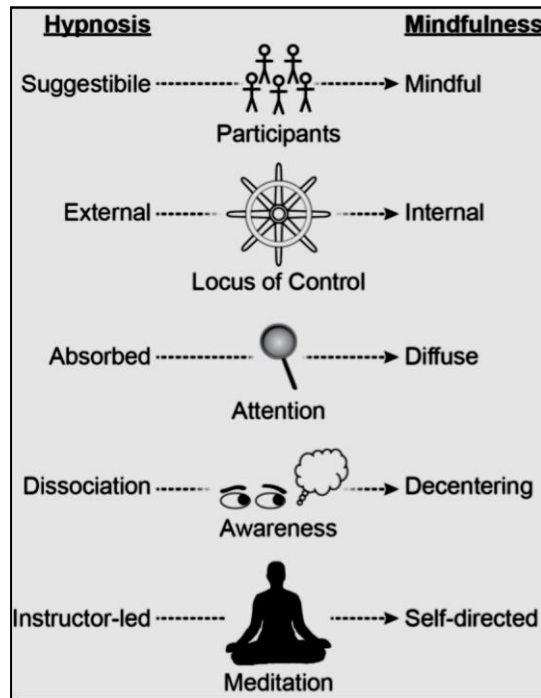 Hypnosis Mindfulness
Suggestibile Mindful
Participants
External Internal
Locus of Control
Absorbed Diffuse
Attention
Dissociation Decentering
Awareness
Instructor-led Self-directed
Meditation